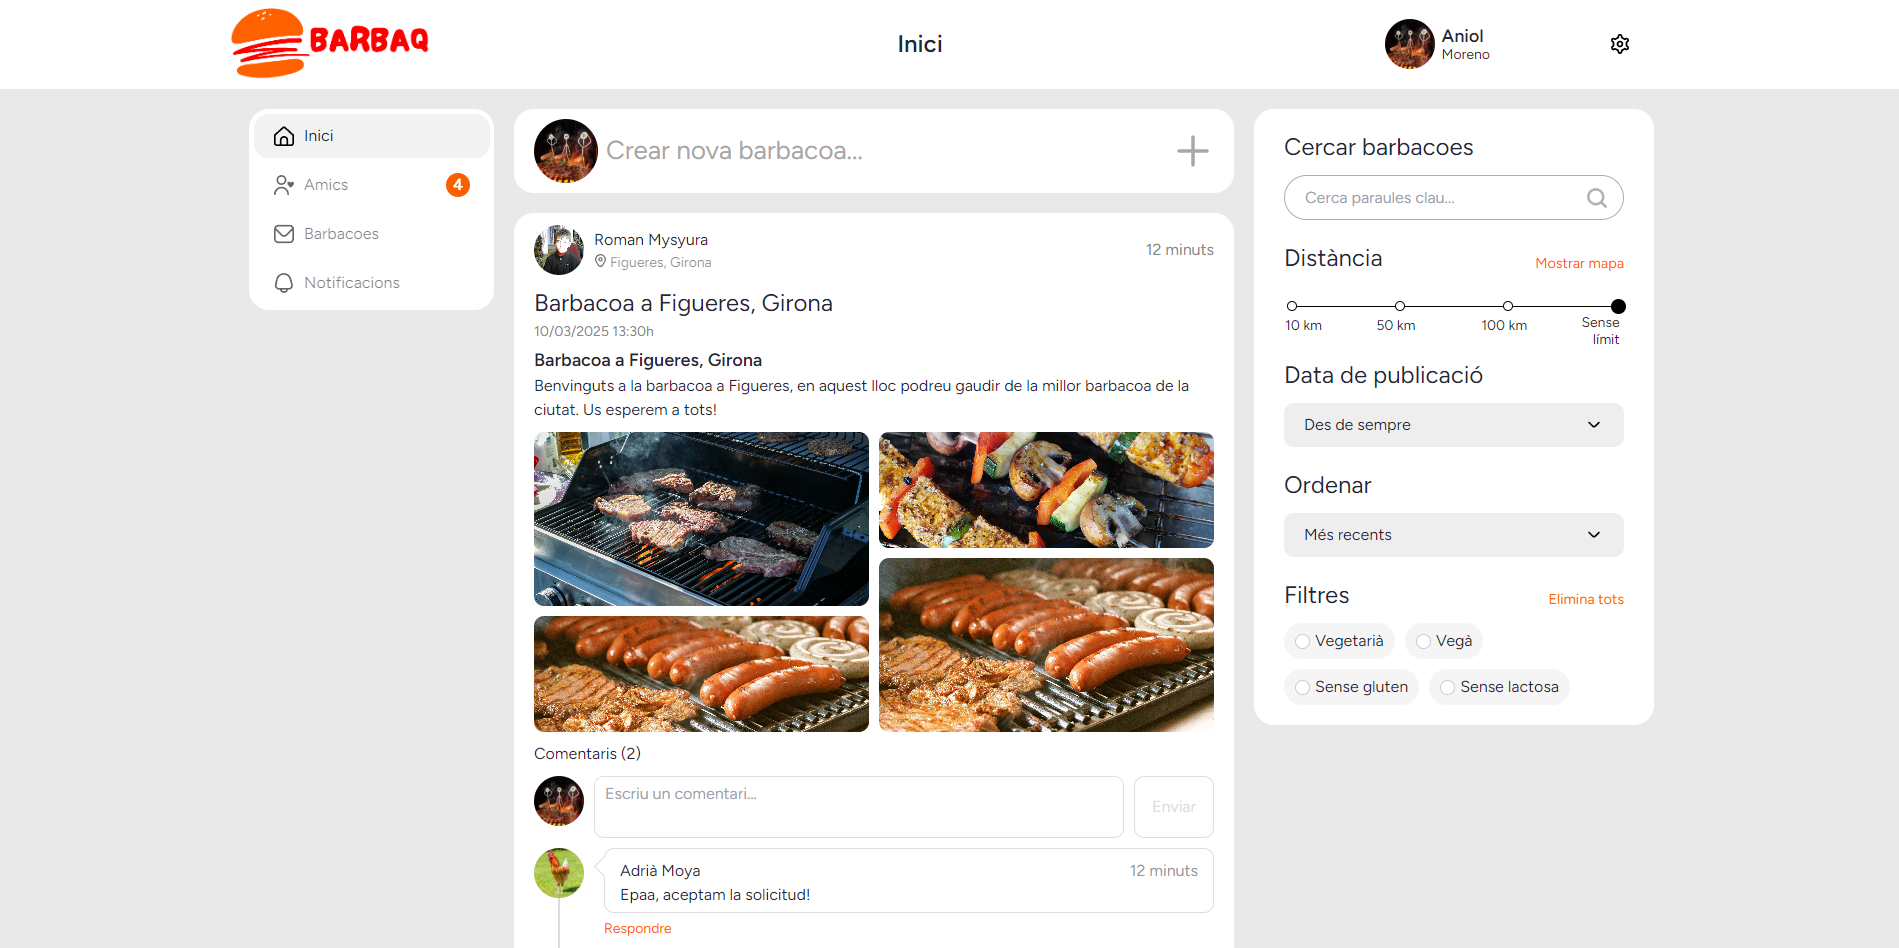 BARBAQ
Inici
Aniol
Moreno
Inici
Amics
4
Barbacoes
Notificacions
Crear nova barbacoa...
Roman Mysyura
Figueres, Girona
12 minuts
Barbacoa a Figueres, Girona
10/03/2025 13:30h
Barbacoa a Figueres, Girona
Benvinguts a la barbacoa a Figueres, en aquest lloc podreu gaudir de la millor barbacoa de la
ciutat. Us esperem a tots!
Comentaris (2)
Escriu un comentari...
Enviar
Adrià Moya
12 minuts
Epaa, aceptam la solicitud!
Respondre
Cercar barbacoes
Cerca paraules clau...
Distància
Mostrar mapa
10 km
50 km
100 km
Sense
límit
Data de publicació
Des de sempre
Ordenar
Més recents
Filtres
Elimina tots
Vegetarià
Vegà
Sense gluten
Sense lactosa